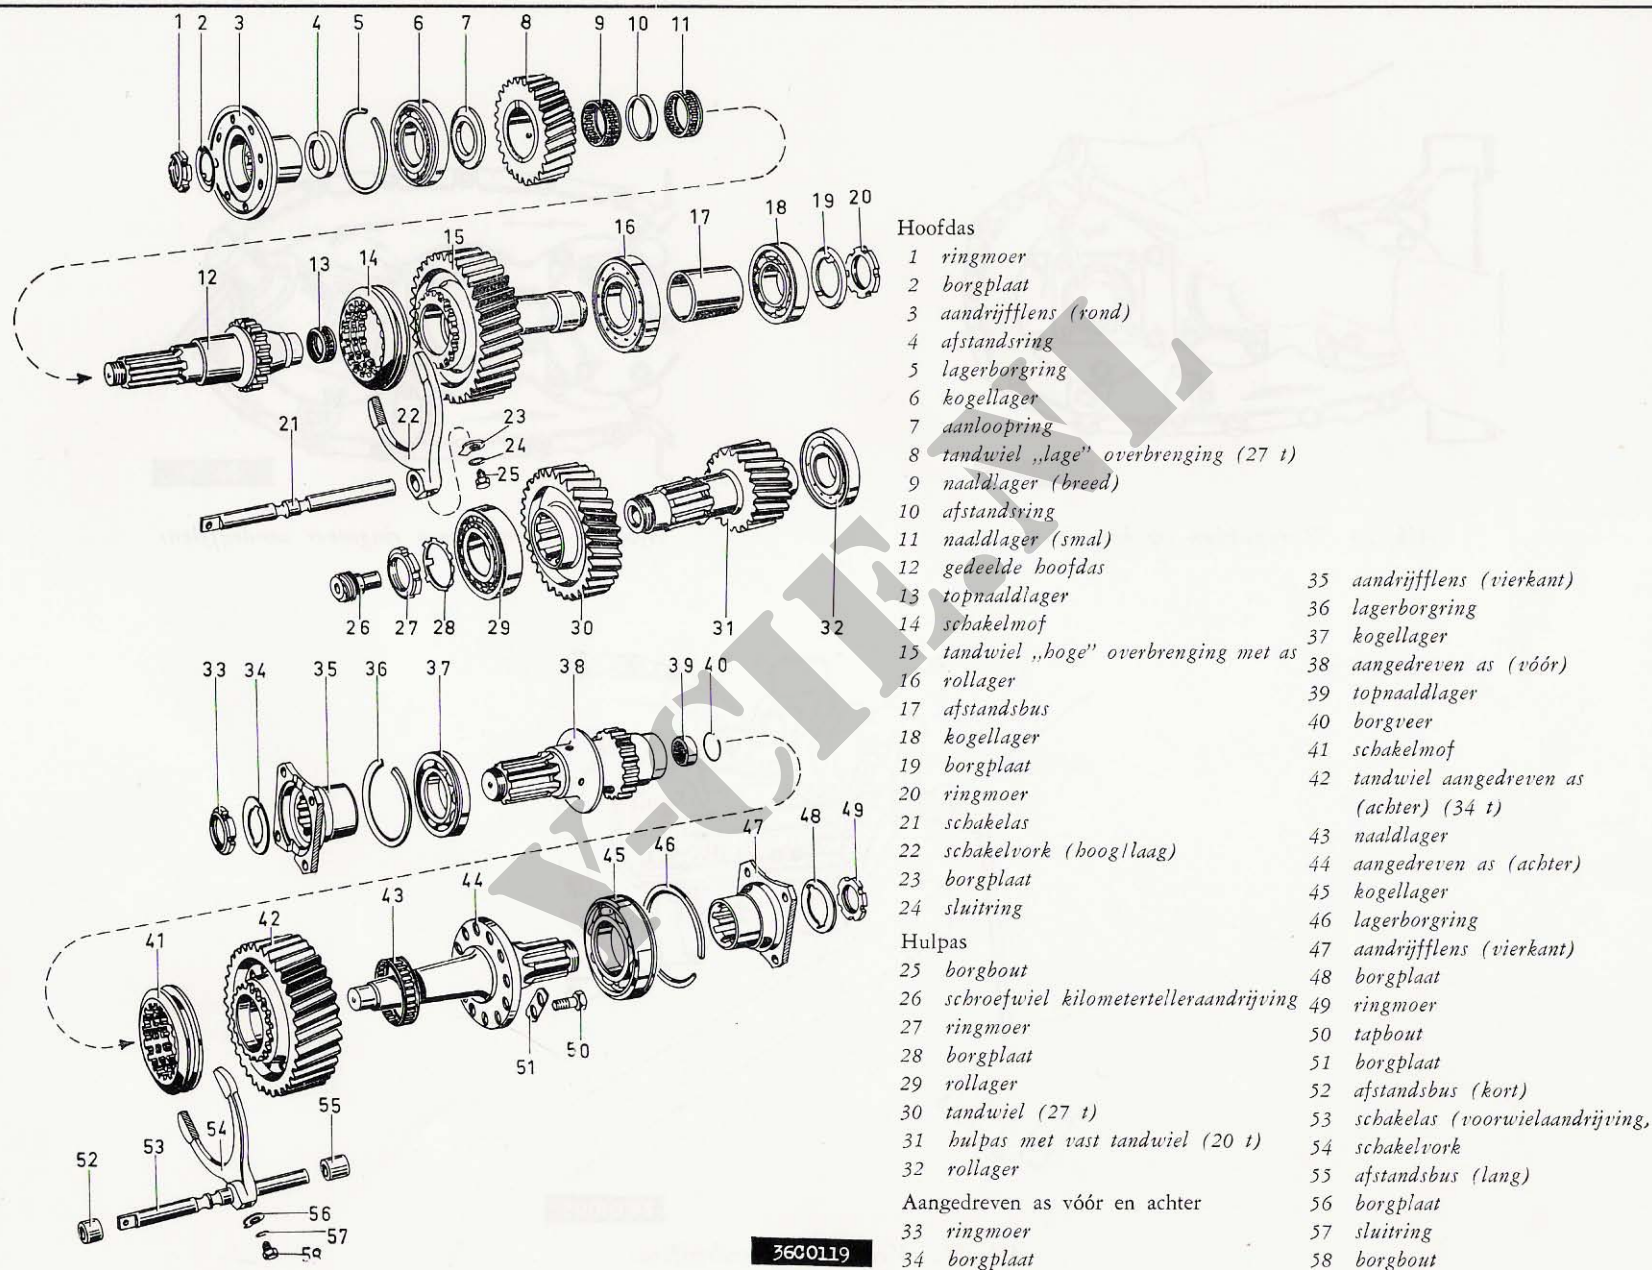 1 2 3 4 5 6 7 8 9 10 11
12 13 14 15 16 17 18 19 20
21 22 23 24 25
26 27 28 29 30 31 32
33 34 35 36 37 38 39 40
41 42 43 44 45 46 47 48 49
50 51
52 53 54 55
56
57
58
Hoofdas
1 ringmoer
2 borgplaat
3 aandrijfflens (rond)
4 afstandsring
5 lagerborgring
6 kogellager
7 aanloopring
8 tandwiel „lage” overbrenging (27 t)
9 naaldlager (breed)
10 afstandsring
11 naaldlager (smal)
12 gedeelde hoofdas
13 topnaaldlager
14 schakelmof
15 tandwiel „hoge” overbrenging met as
16 rollager
17 afstandsbus
18 kogellager
19 borgplaat
20 ringmoer
21 schakelas
22 schakelvork (hoog/laag)
23 borgplaat
24 sluitring
Hulpas
25 borgbout
26 schroefwiel kilometertelleraandrijving
27 ringmoer
28 borgplaat
29 rollager
30 tandwiel (27 t)
31 hulpas met vast tandwiel (20 t)
32 rollager
Aangedreven as vóór en achter
33 ringmoer
34 borgplaat
35 aandrijfflens (vierkant)
36 lagerborgring
37 kogellager
38 aangedreven as (vóór)
39 topnaaldlager
40 borgveer
41 schakelmof
42 tandwiel aangedreven as
(achter) (34 t)
43 naaldlager
44 aangedreven as (achter)
45 kogellager
46 lagerborgring
47 aandrijfflens (vierkant)
48 borgplaat
49 ringmoer
50 tapbout
51 borgplaat
52 afstandsbus (kort)
53 schakelas (voorwielaandrijving,
54 schakelvork
55 afstandsbus (lang)
56 borgplaat
57 sluitring
58 borgbout
36C0119
Y-CIE.NL